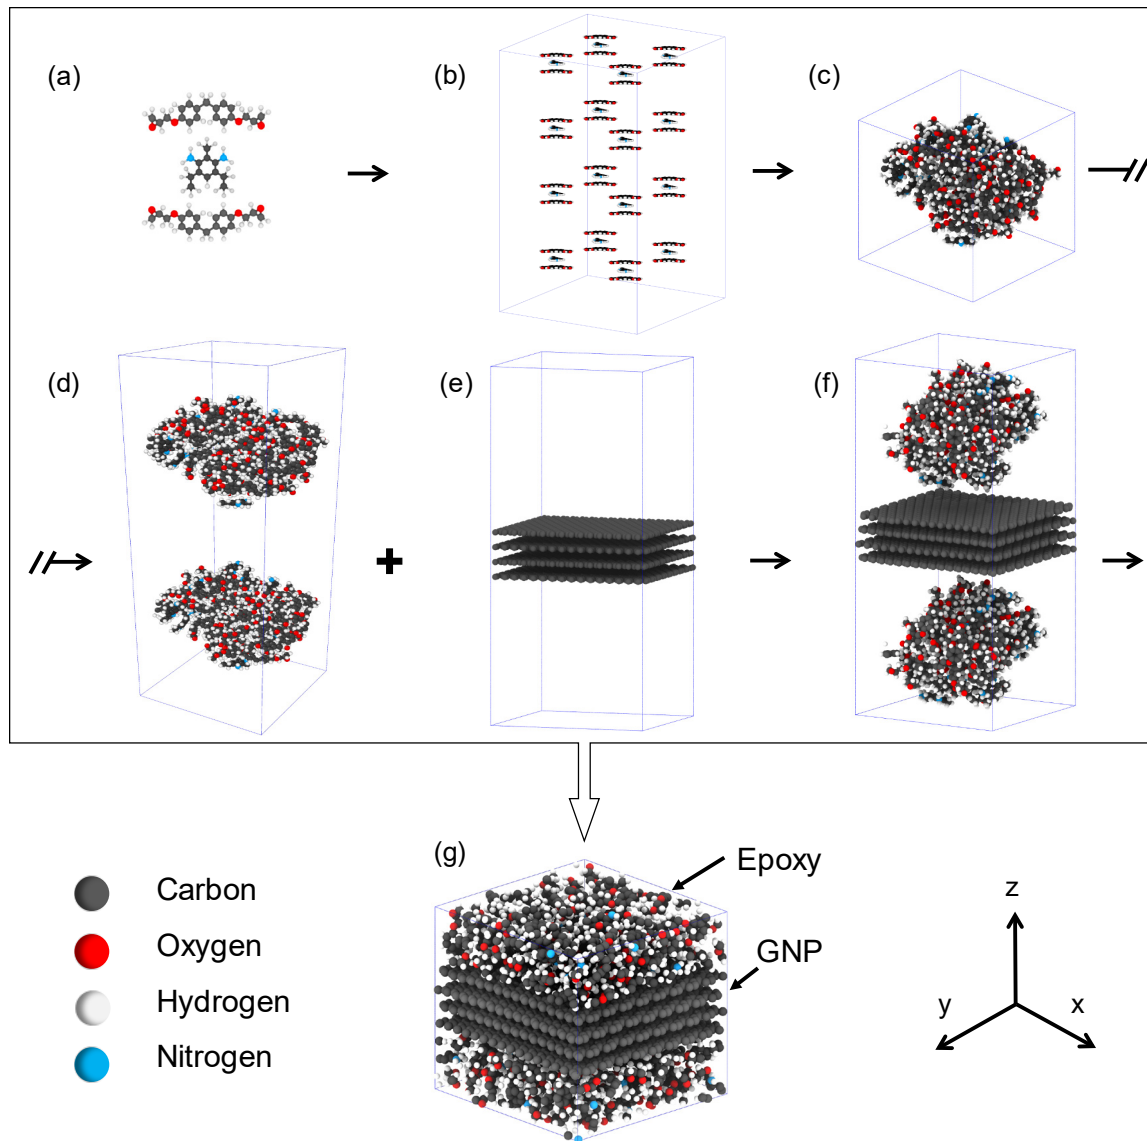 (a)
(b)
(c)
(d)
(e)
(f)
(g)
Epoxy
GNP
Carbon
Oxygen
Hydrogen
Nitrogen
z
y
x